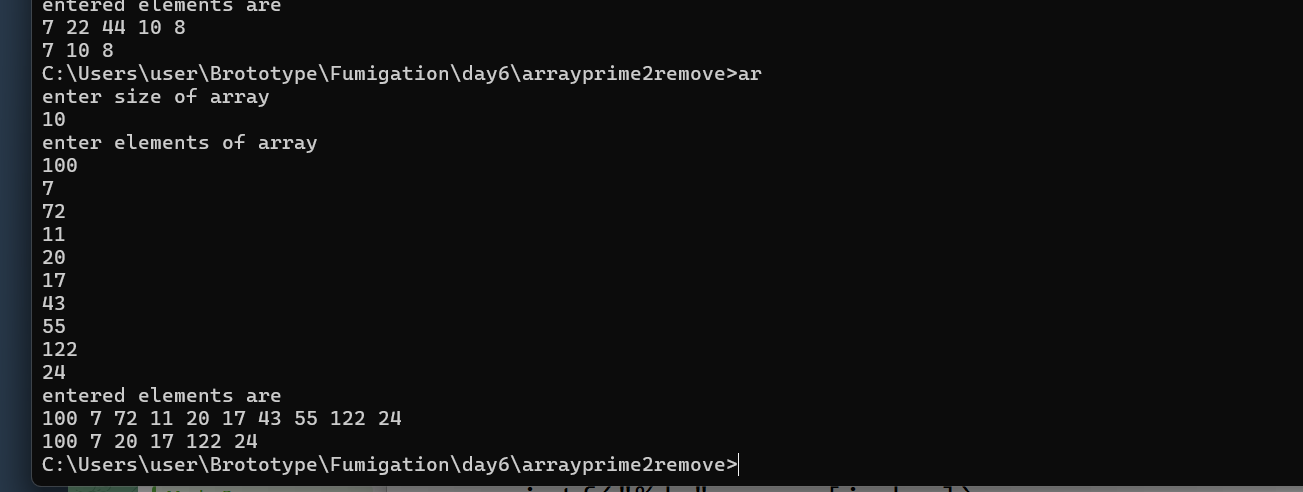 entered elements are
7 22 44 10 8
7 10 8
C:\Users\user\Brototype\Fumigation\day6\arrayprime2remove>ar
enter size of array
10
enter elements of array
100
7
72
11
20
17
43
55
122
24
entered elements are
100 7 72 11 20 17 43 55 122 24
100 7 20 17 122 24
C:\Users\user\Brototype\Fumigation\day6\arrayprime2remove>